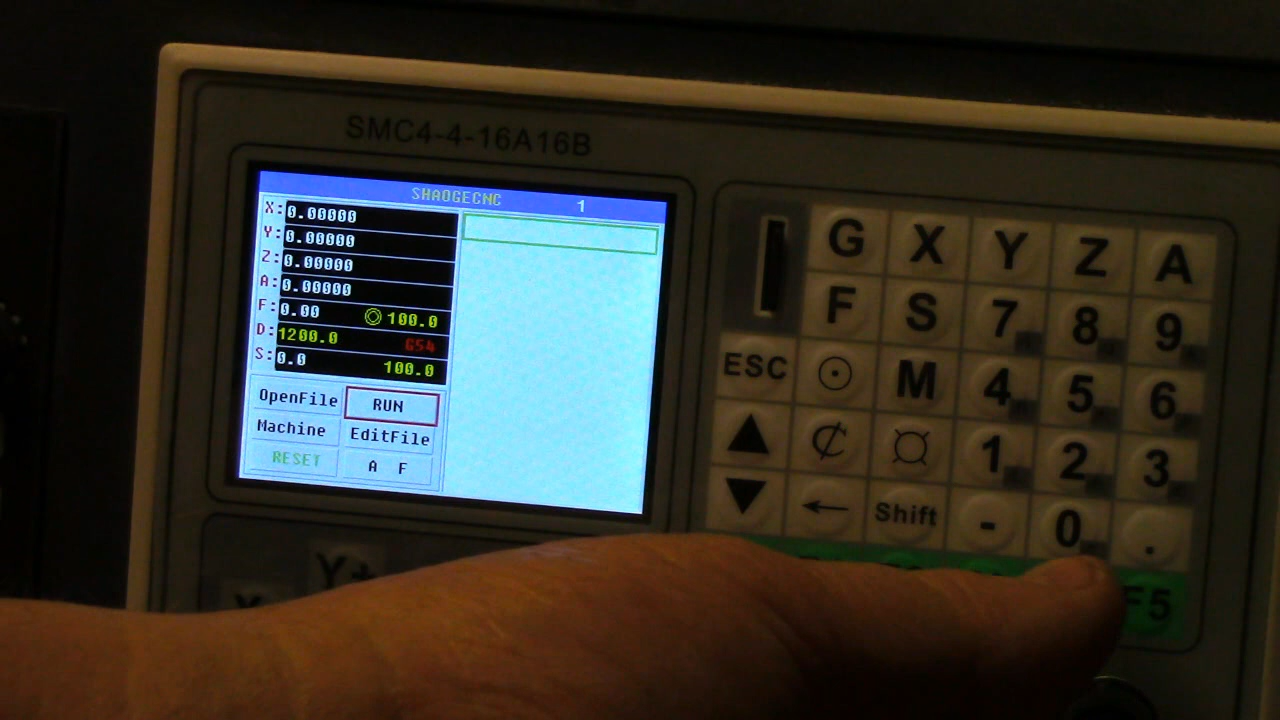 SMC4-4-16A16B
SHAOGECNC 1
X: 0.00000
Y: 0.00000
Z: 0.00000
A: 0.00000
F: 0.00 100.0
D: 1200.0 G54
S: 0.0 100.0
OpenFile RUN
Machine EditFile
RESET A F
G X Y Z A
F S 7 8 9
ESC M 4 5 6
1 2 3
Shift - 0 .
F5
Y+